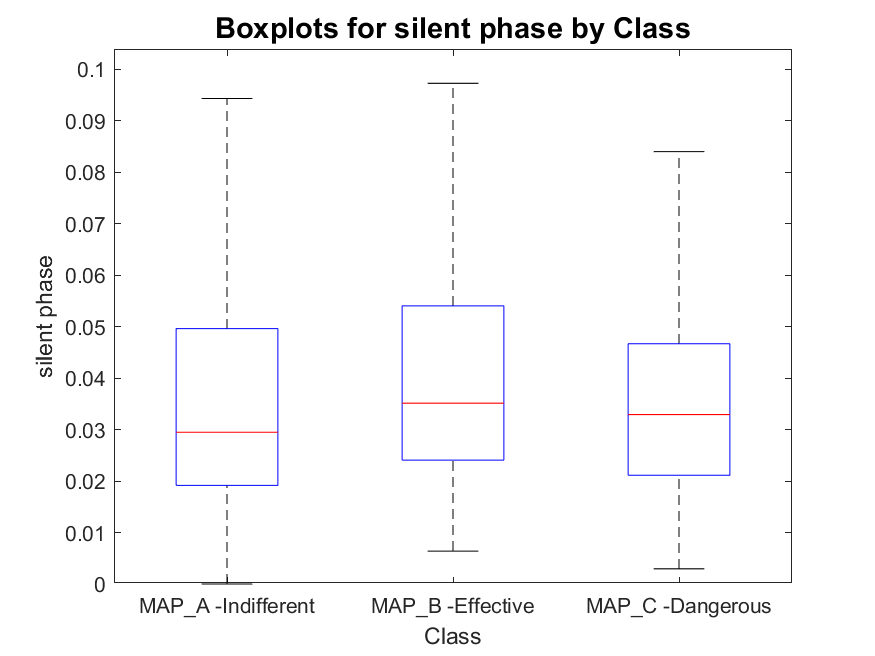 Boxplots for silent phase by Class
0.1
0.09
0.08
0.07
0.06
0.05
0.04
0.03
0.02
0.01
0
silent phase
MAP_A -Indifferent
MAP_B -Effective
MAP_C -Dangerous
Class